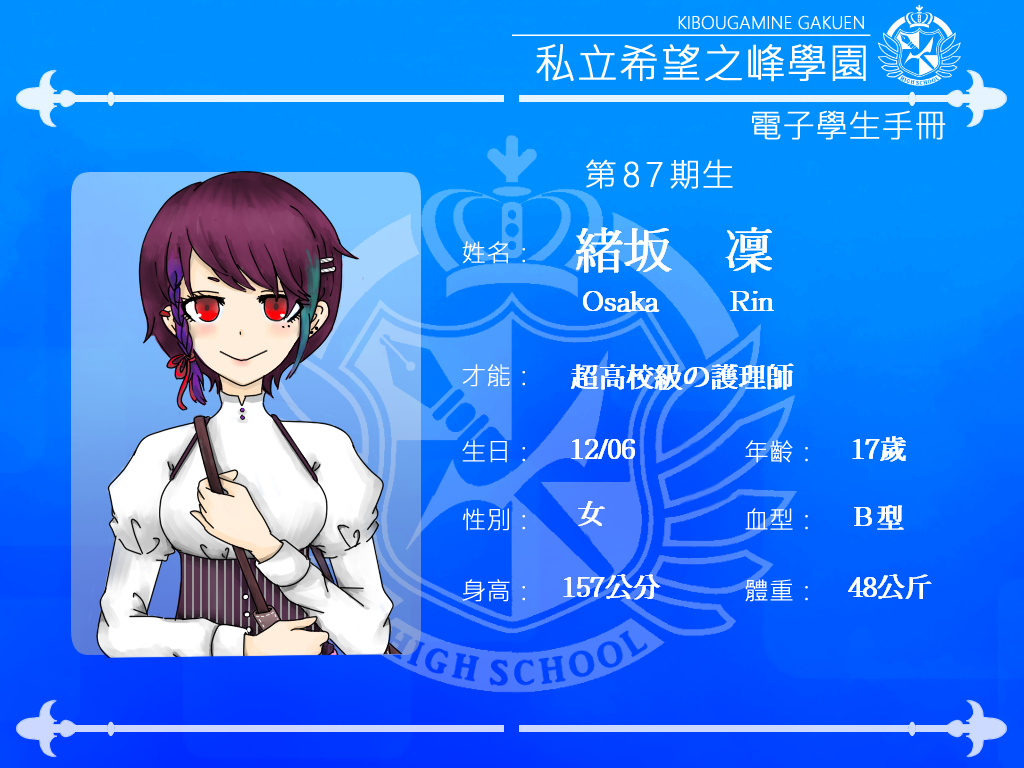 KIBOUGAMINE GAKUEN
私立希望之峰學園
HIGH SCHOOL
電子學生手冊
第87期生
姓名： 緒坂 凜
Osaka Rin
才能： 超高校級の護理師
生日： 12/06 年齡： 17歲
性別： 女 血型： B型
身高： 157公分 體重： 48公斤
HIGH SCHOOL